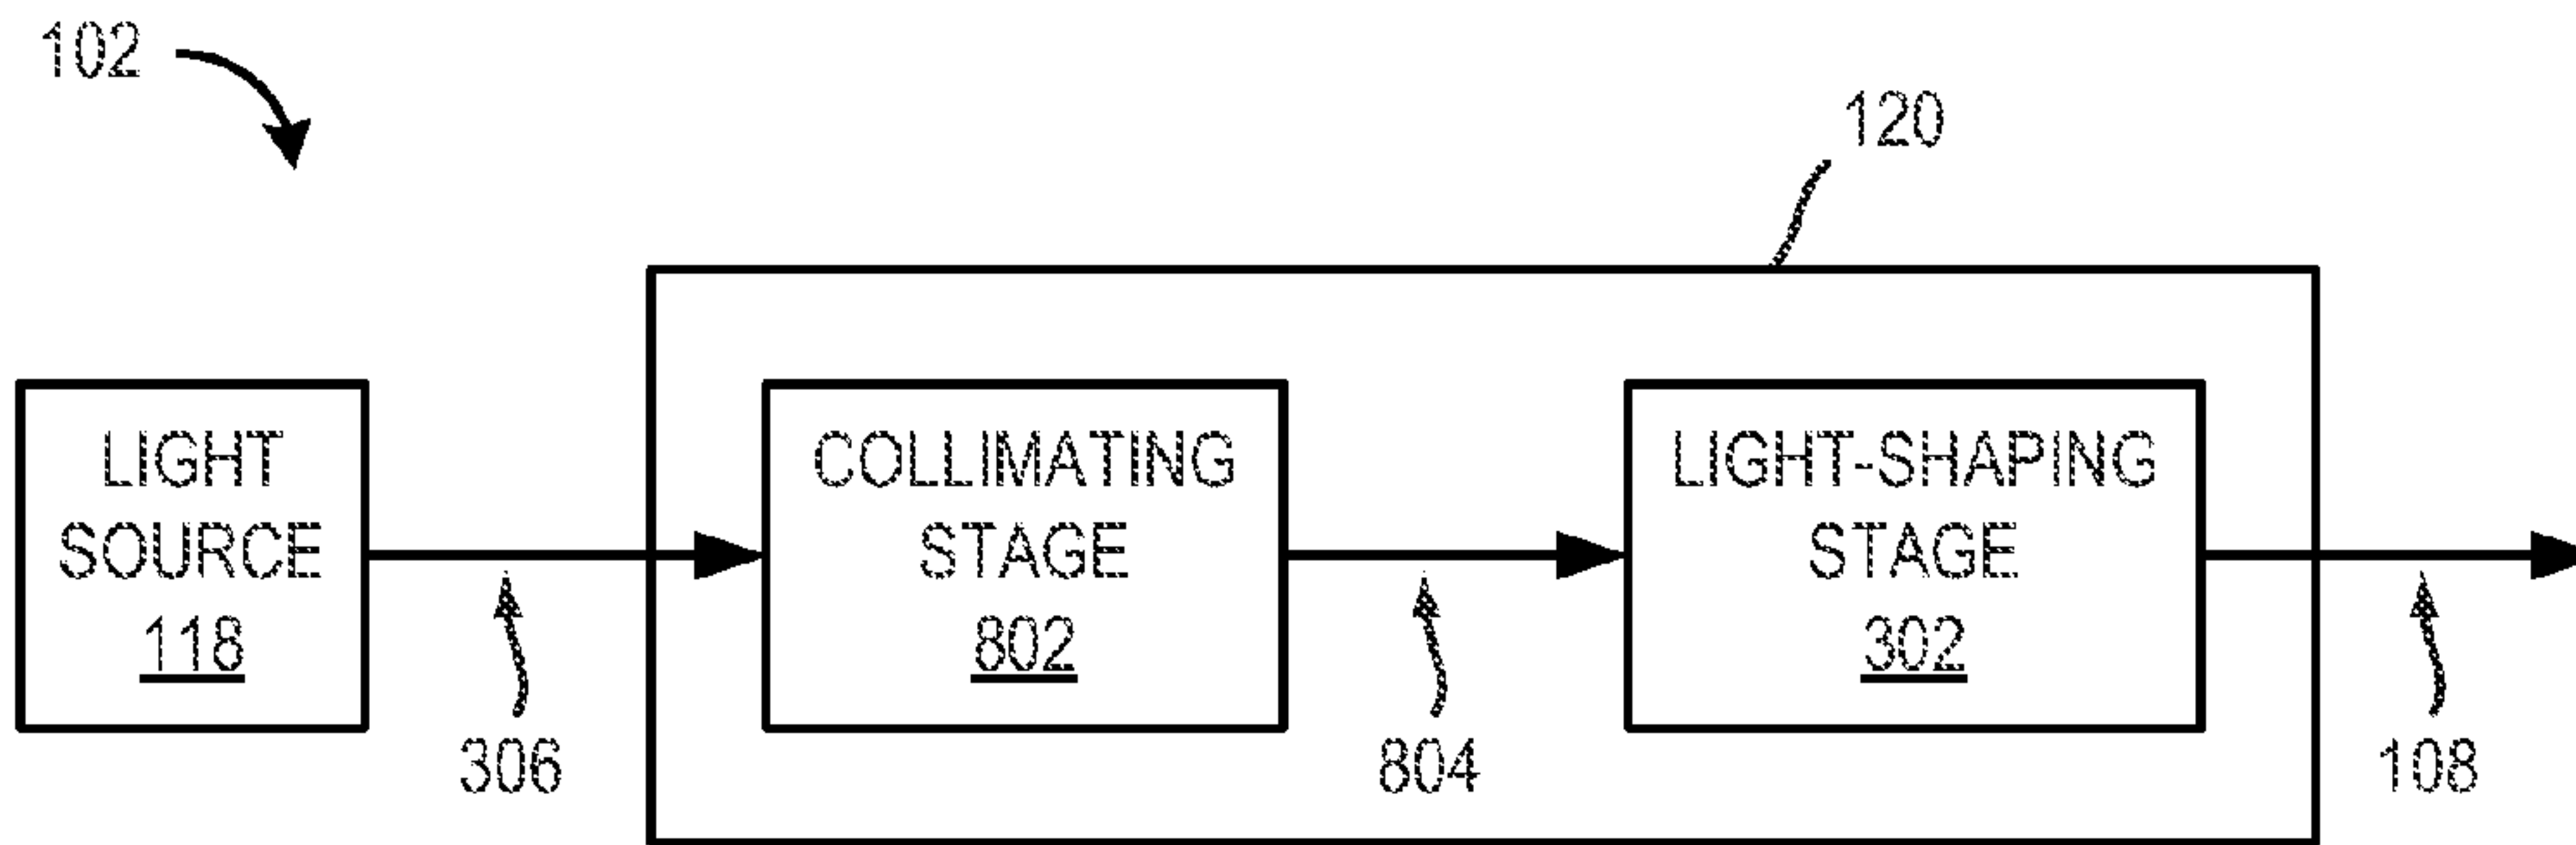 102
120
LIGHT
SOURCE
118
COLLIMATING
STAGE
802
LIGHT-SHAPING
STAGE
302
306
804
108